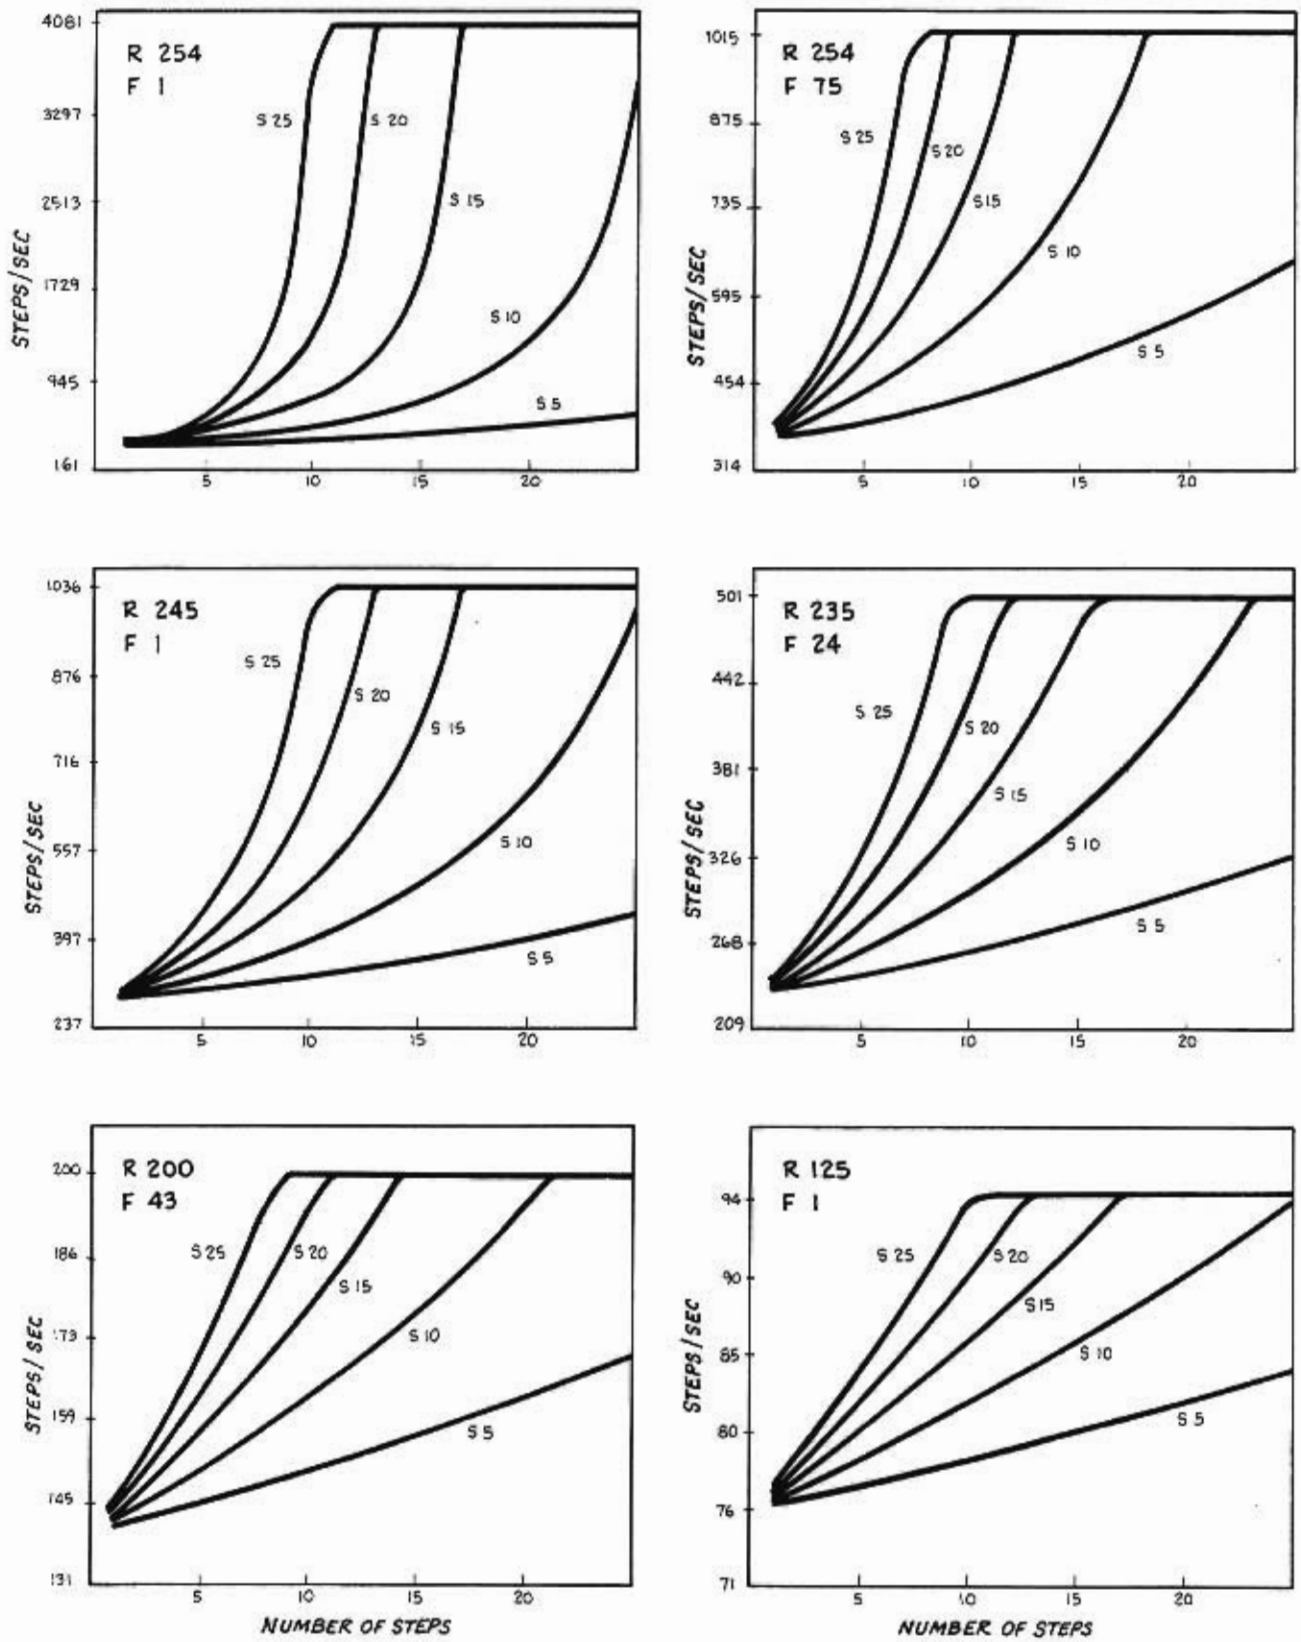 4081
3297
2513
1729
945
161
STEPS/SEC
R 254
F 1
S 25
S 20
S 15
S 10
S 5
5 10 15 20
1015
875
735
595
454
314
STEPS/SEC
R 254
F 75
S 25
S 20
S 15
S 10
S 5
5 10 15 20
1036
876
716
557
397
237
STEPS/SEC
R 245
F 1
S 25
S 20
S 15
S 10
S 5
5 10 15 20
501
442
381
326
268
209
STEPS/SEC
R 235
F 24
S 25
S 20
S 15
S 10
S 5
5 10 15 20
200
186
173
159
145
131
STEPS/SEC
R 200
F 43
S 25
S 20
S 15
S 10
S 5
5 10 15 20
NUMBER OF STEPS
94
90
85
80
76
71
STEPS/SEC
R 125
F 1
S 25
S 20
S 15
S 10
S 5
5 10 15 20
NUMBER OF STEPS